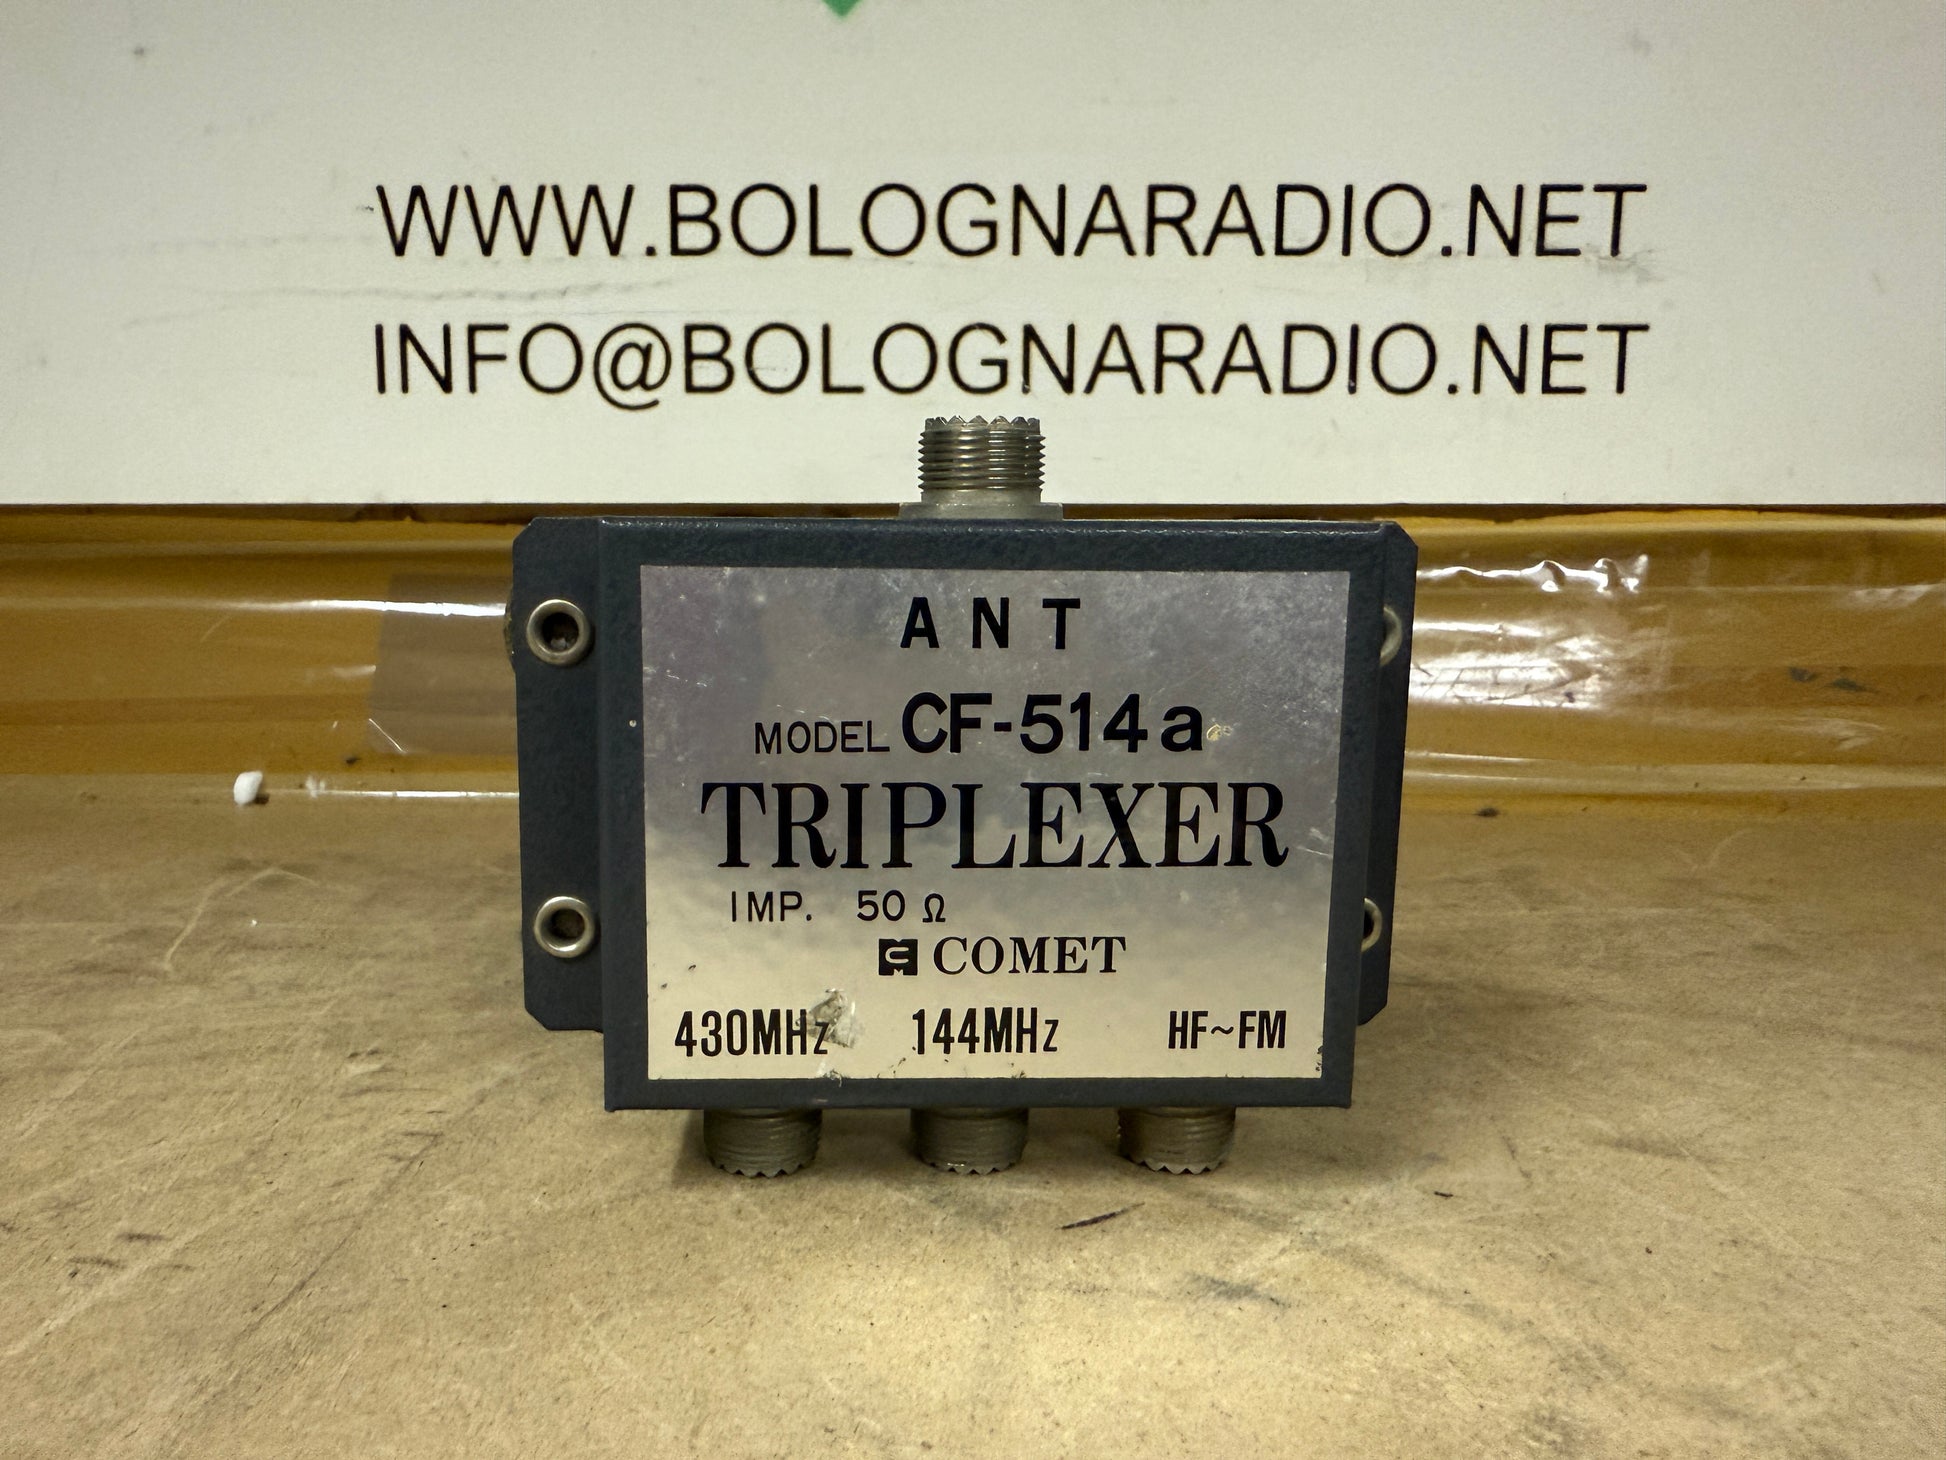 WWW.BOLOGNARADIO.NET
INFO@BOLOGNARADIO.NET
ANT
MODEL CF-514a
TRIPLEXER
IMP. 50 Ω
COMET
430MHz 144MHz HF~FM